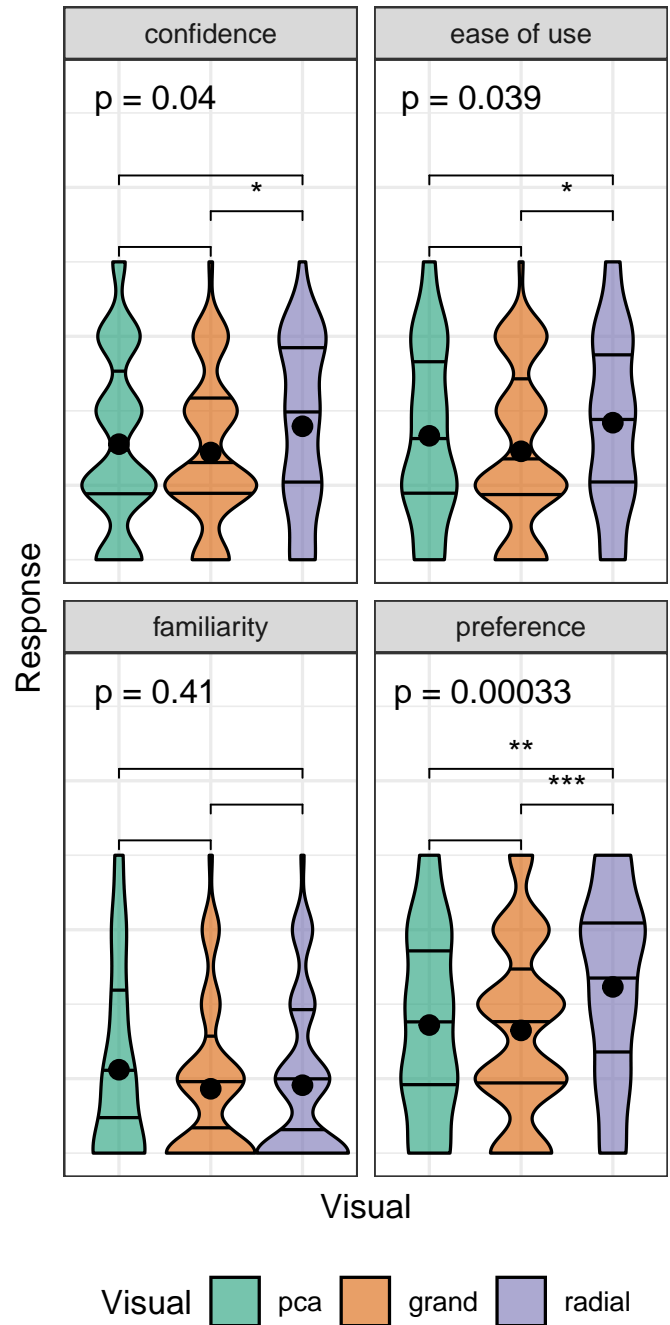 confidence
ease of use
p = 0.04
p = 0.039
*
*
Response
familiarity
preference
p = 0.41
p = 0.00033
**
***
Visual
Visual pca grand radial